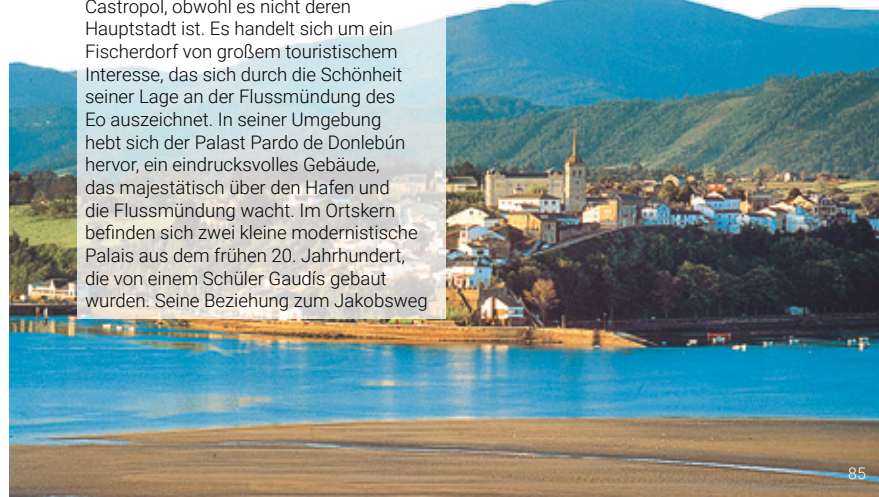 Castropol, obwohl es nicht deren
Hauptstadt ist. Es handelt sich um ein
Fischerdorf von großem touristischem
Interesse, das sich durch die Schönheit
seiner Lage an der Flussmündung des
Eo auszeichnet. In seiner Umgebung
hebt sich der Palast Pardo de Donlebún
hervor, ein eindrucksvolles Gebäude,
das majestätisch über den Hafen und
die Flussmündung wacht. Im Ortskern
befinden sich zwei kleine modernistische
Palais aus dem frühen 20. Jahrhundert,
die von einem Schüler Gaudís gebaut
wurden. Seine Beziehung zum Jakobsweg
85